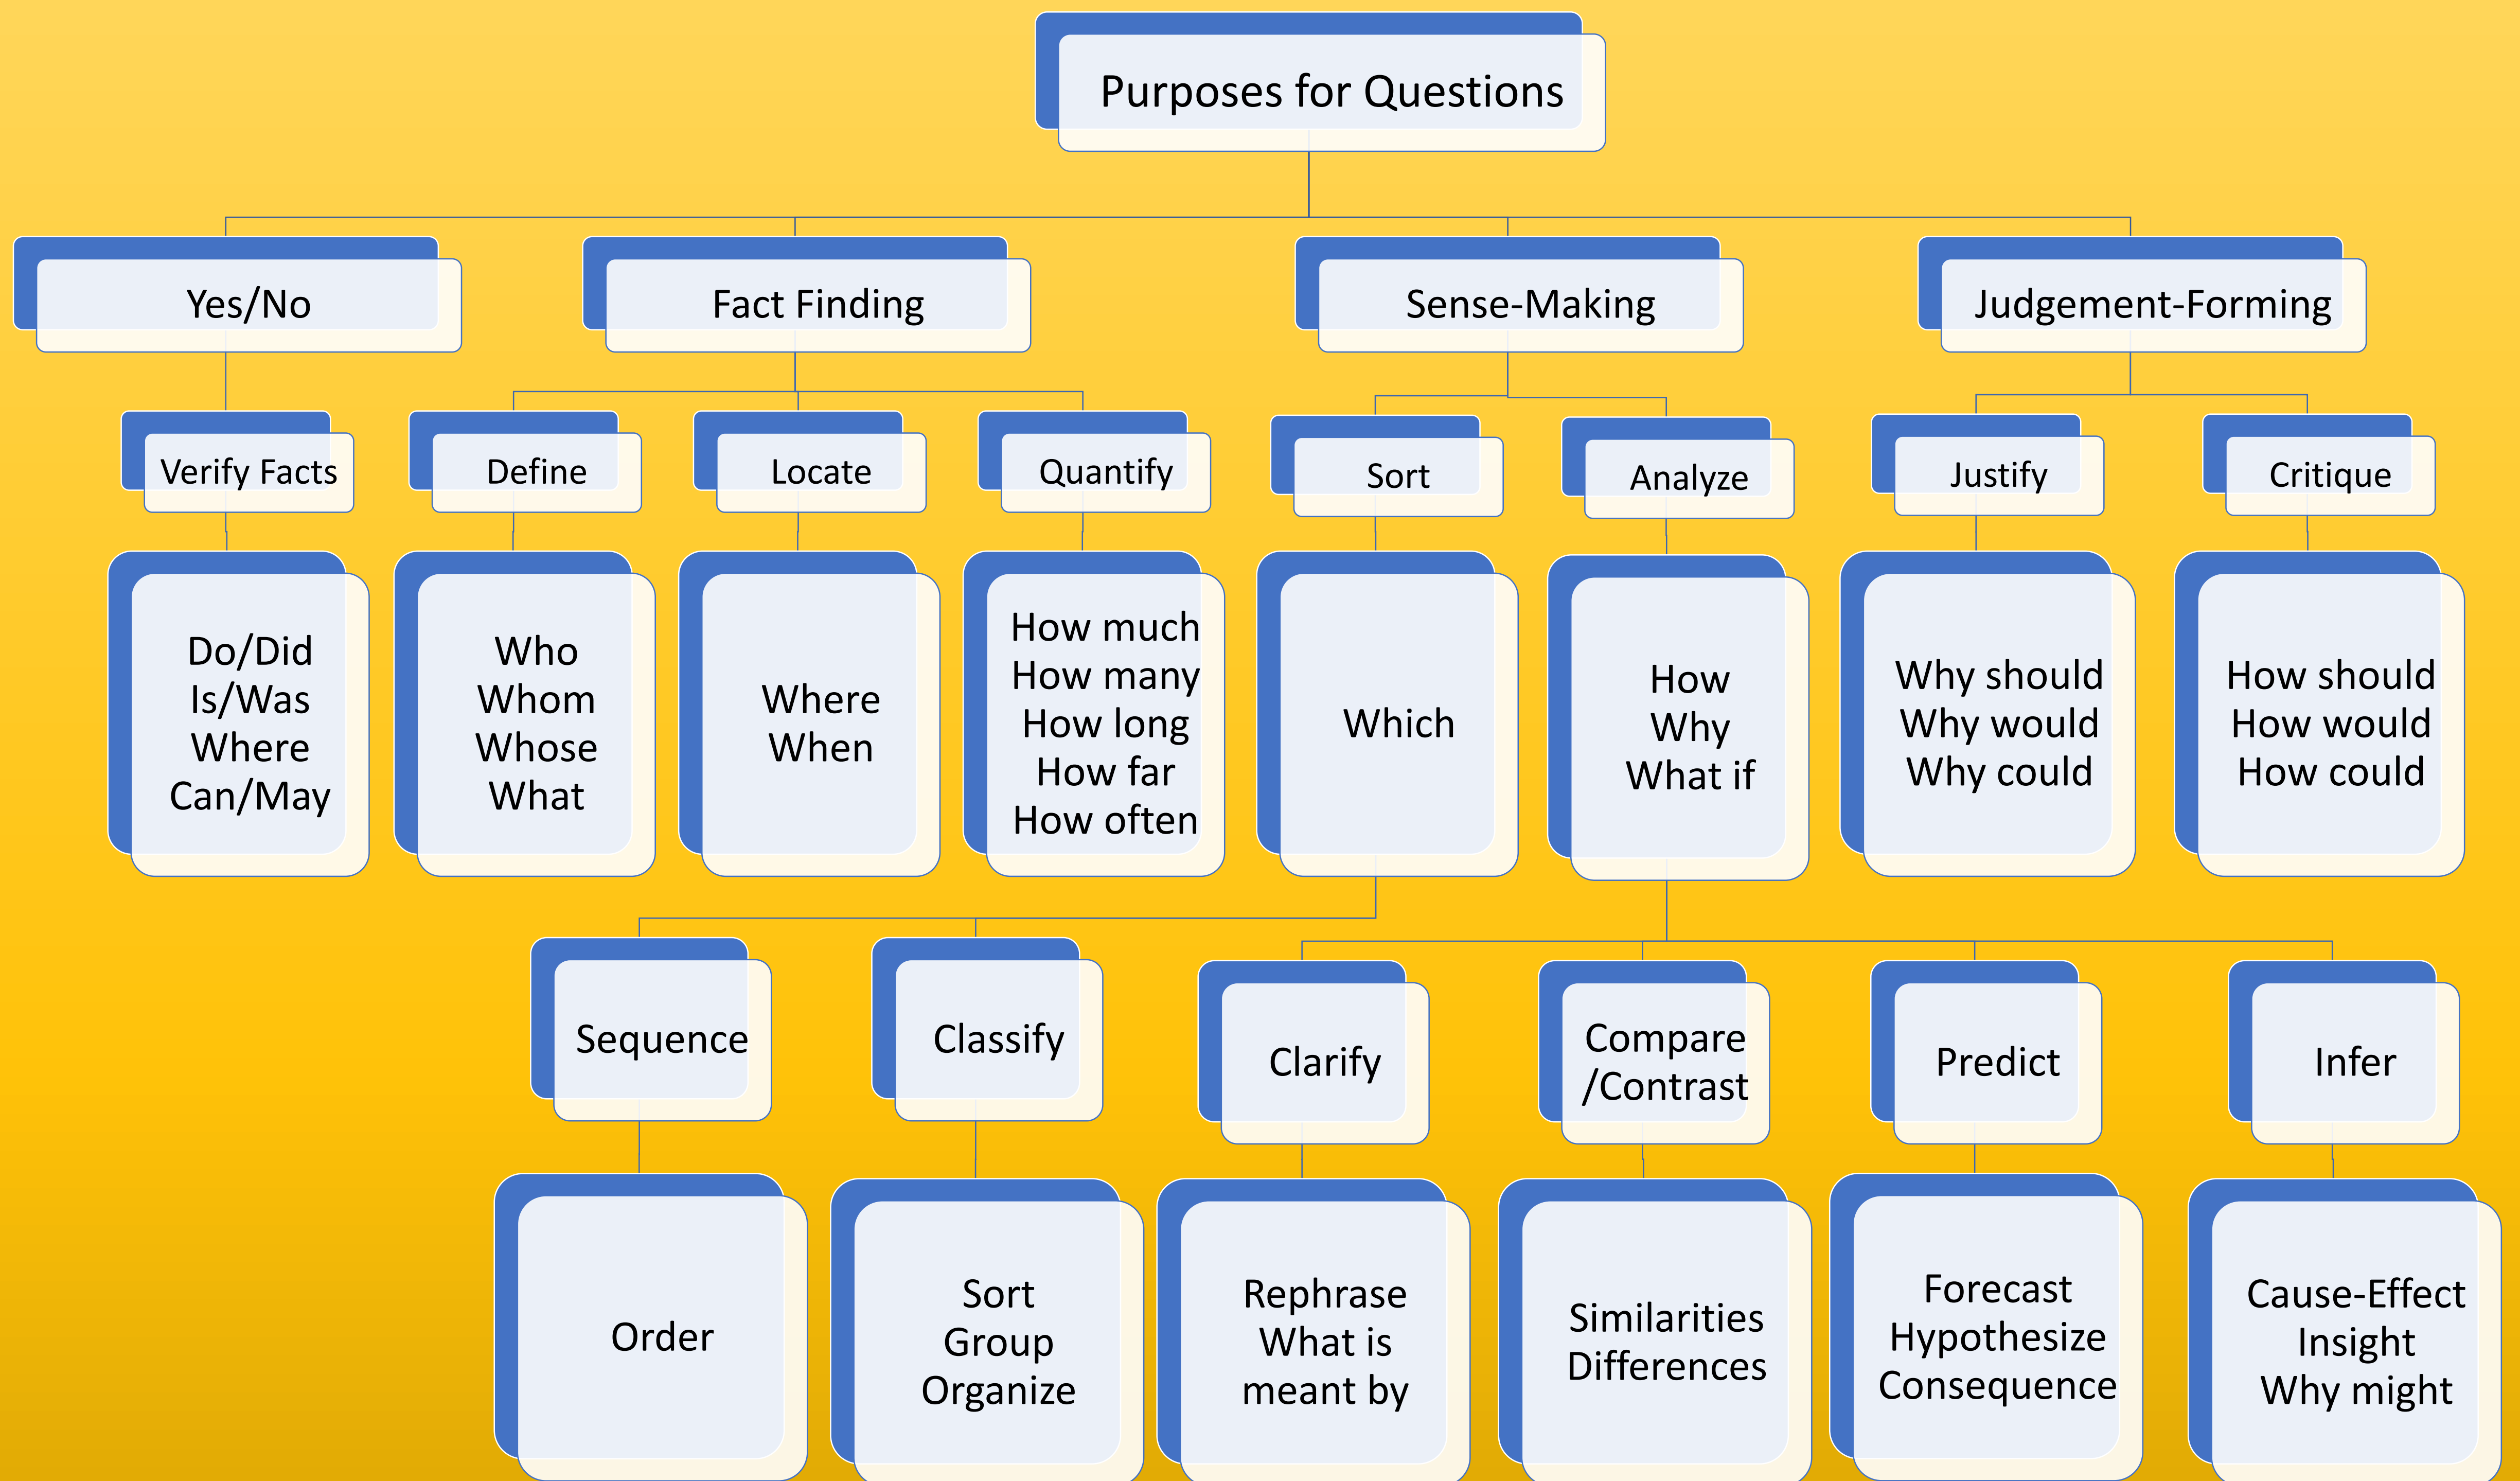 Purposes for Questions
Yes/No
Fact Finding
Sense-Making
Judgement-Forming
Verify Facts
Define
Locate
Quantify
Sort
Analyze
Justify
Critique
Do/Did
Is/Was
Where
Can/May
Who
Whom
Whose
What
Where
When
How much
How many
How long
How far
How often
Which
How
Why
What if
Why should
Why would
Why could
How should
How would
How could
Sequence
Classify
Clarify
Compare
/Contrast
Predict
Infer
Order
Sort
Group
Organize
Rephrase
What is
meant by
Similarities
Differences
Forecast
Hypothesize
Consequence
Cause-Effect
Insight
Why might